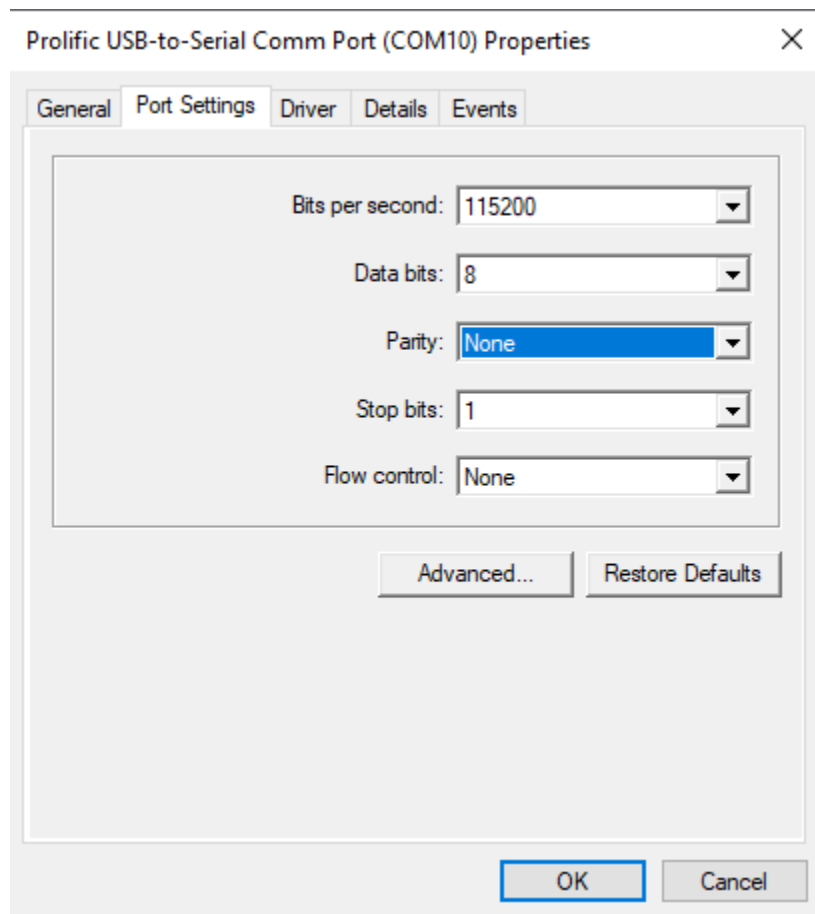 Prolific USB-to-Serial Comm Port (COM10) Properties
General Port Settings Driver Details Events
Bits per second: 115200
Data bits: 8
Parity: None
Stop bits: 1
Flow control: None
Advanced... Restore Defaults
OK Cancel